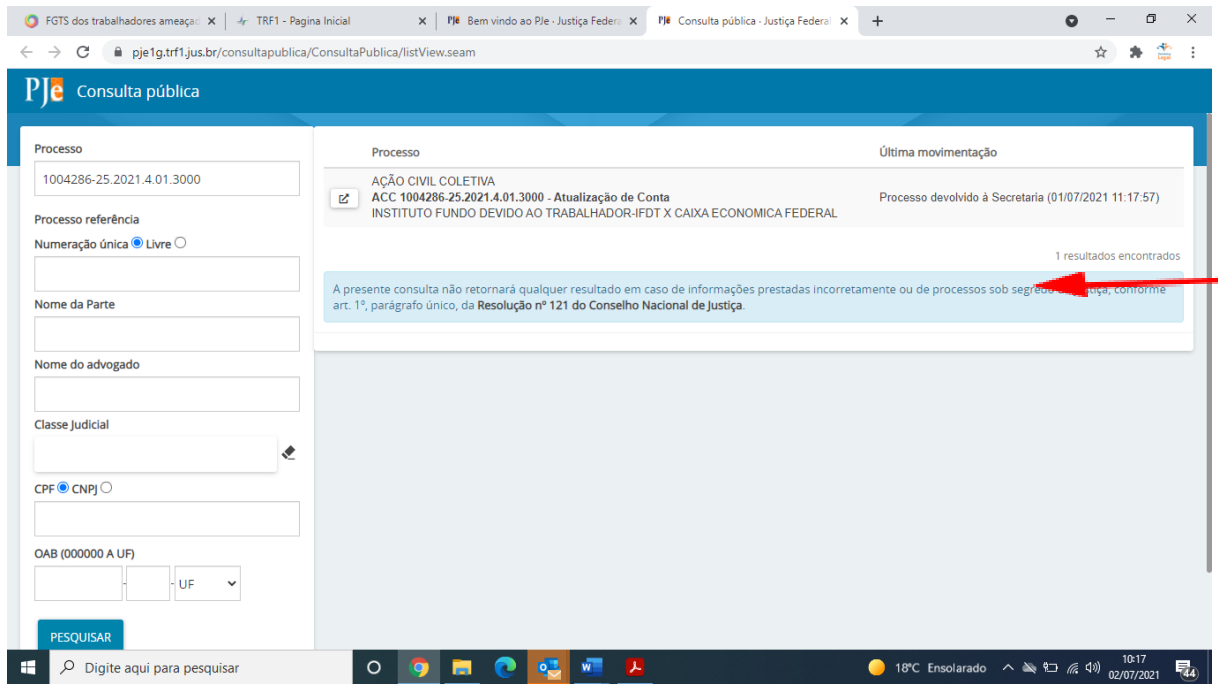 FGTS dos trabalhadores ameaçad
TRF1 - Pagina Inicial
PJe Bem vindo ao PJe · Justiça Federa
PJe Consulta pública · Justiça Federal
pje1g.trf1.jus.br/consultapublica/ConsultaPublica/listView.seam
PJe Consulta pública
Processo
1004286-25.2021.4.01.3000
Processo referência
Numeração única Livre
Nome da Parte
Nome do advogado
Classe Judicial
CPF CNPJ
OAB (000000 A UF)
- - UF
PESQUISAR
Processo Última movimentação
AÇÃO CIVIL COLETIVA
ACC 1004286-25.2021.4.01.3000 - Atualização de Conta
INSTITUTO FUNDO DEVIDO AO TRABALHADOR-IFDT X CAIXA ECONOMICA FEDERAL
Processo devolvido à Secretaria (01/07/2021 11:17:57)
1 resultados encontrados
A presente consulta não retornará qualquer resultado em caso de informações prestadas incorretamente ou de processos sob segredo conforme
art. 1º, parágrafo único, da Resolução nº 121 do Conselho Nacional de Justiça.
Digite aqui para pesquisar
18°C Ensolarado
10:17
02/07/2021
44